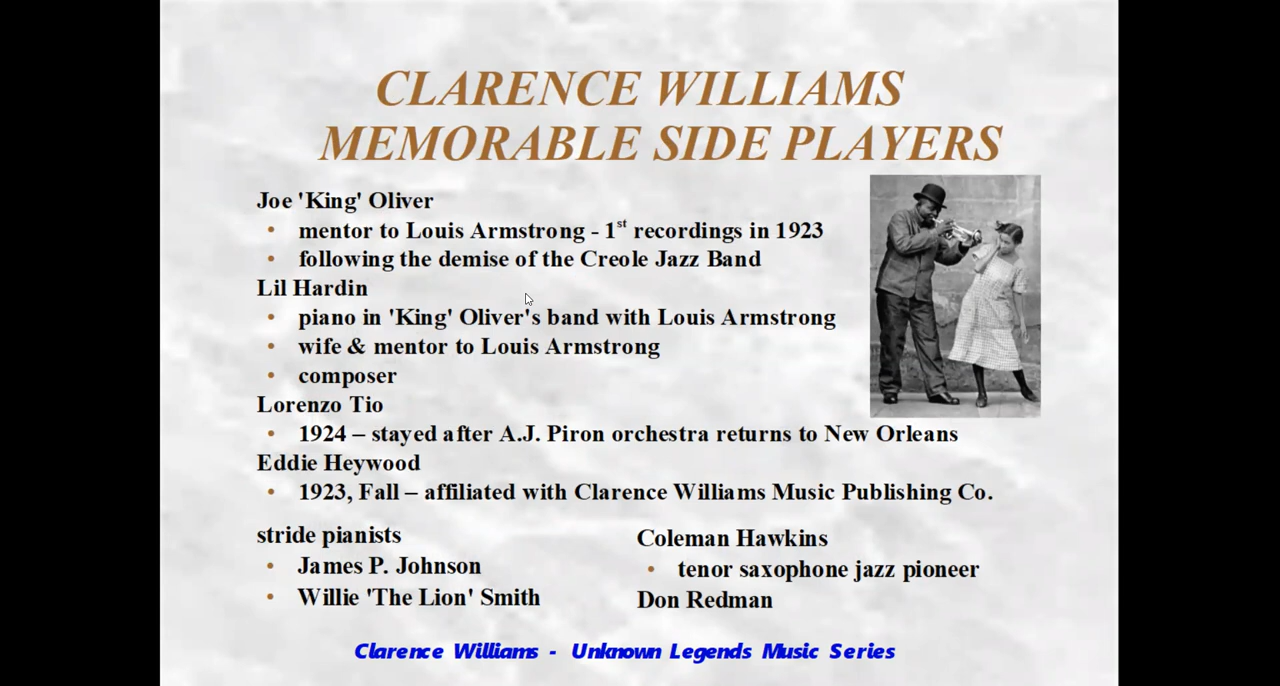 CLARENCE WILLIAMS
MEMORABLE SIDE PLAYERS
Joe 'King' Oliver
• mentor to Louis Armstrong - 1st recordings in 1923
• following the demise of the Creole Jazz Band
Lil Hardin
• piano in 'King' Oliver's band with Louis Armstrong
• wife & mentor to Louis Armstrong
• composer
Lorenzo Tio
• 1924 – stayed after A.J. Piron orchestra returns to New Orleans
Eddie Heywood
• 1923, Fall – affiliated with Clarence Williams Music Publishing Co.
stride pianists
• James P. Johnson
• Willie 'The Lion' Smith
Coleman Hawkins
• tenor saxophone jazz pioneer
Don Redman
Clarence Williams - Unknown Legends Music Series